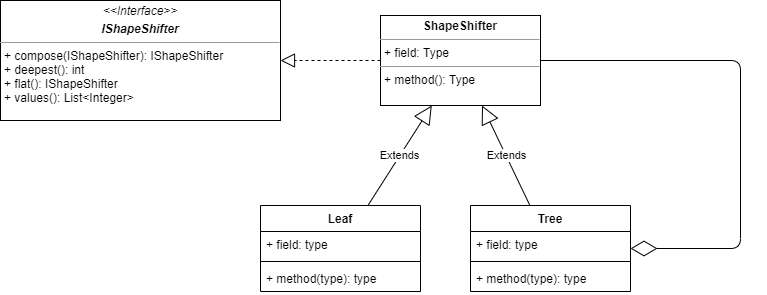 <<Interface>>
IShapeShifter
+ compose(IShapeShifter): IShapeShifter
+ deepest(): int
+ flat(): IShapeShifter
+ values(): List<Integer>
ShapeShifter
+ field: Type
+ method(): Type
Extends
Extends
Leaf
+ field: type
+ method(type): type
Tree
+ field: type
+ method(type): type